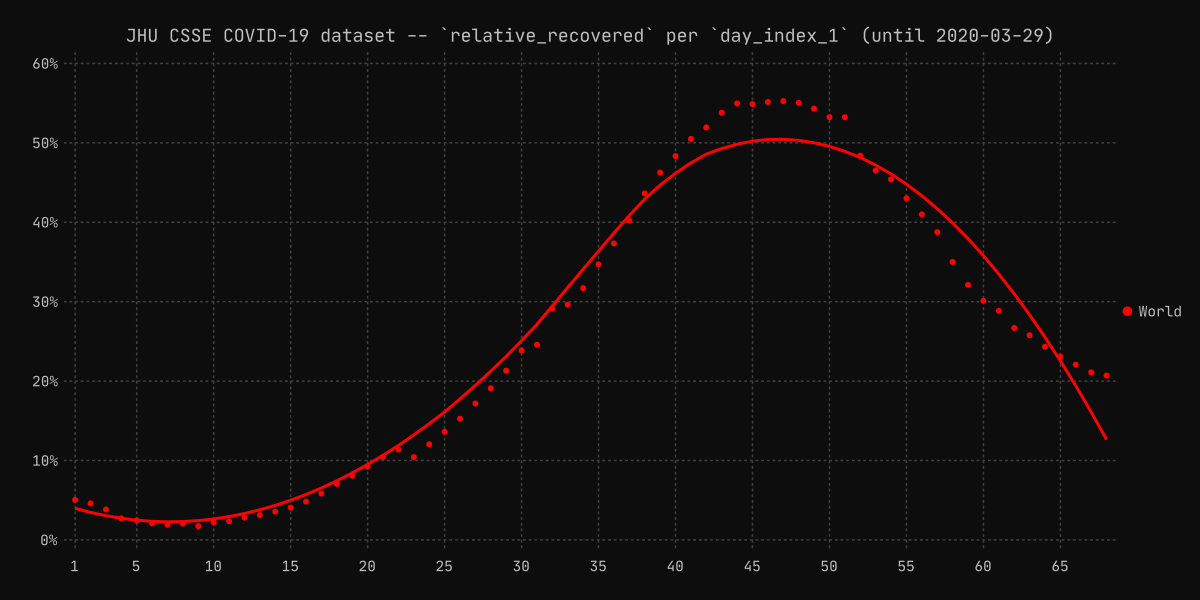 JHU CSSE COVID-19 dataset -- `relative_recovered` per `day_index_1` (until 2020-03-29)
60%
50%
40%
30%
20%
10%
0%
World
1 5 10 15 20 25 30 35 40 45 50 55 60 65